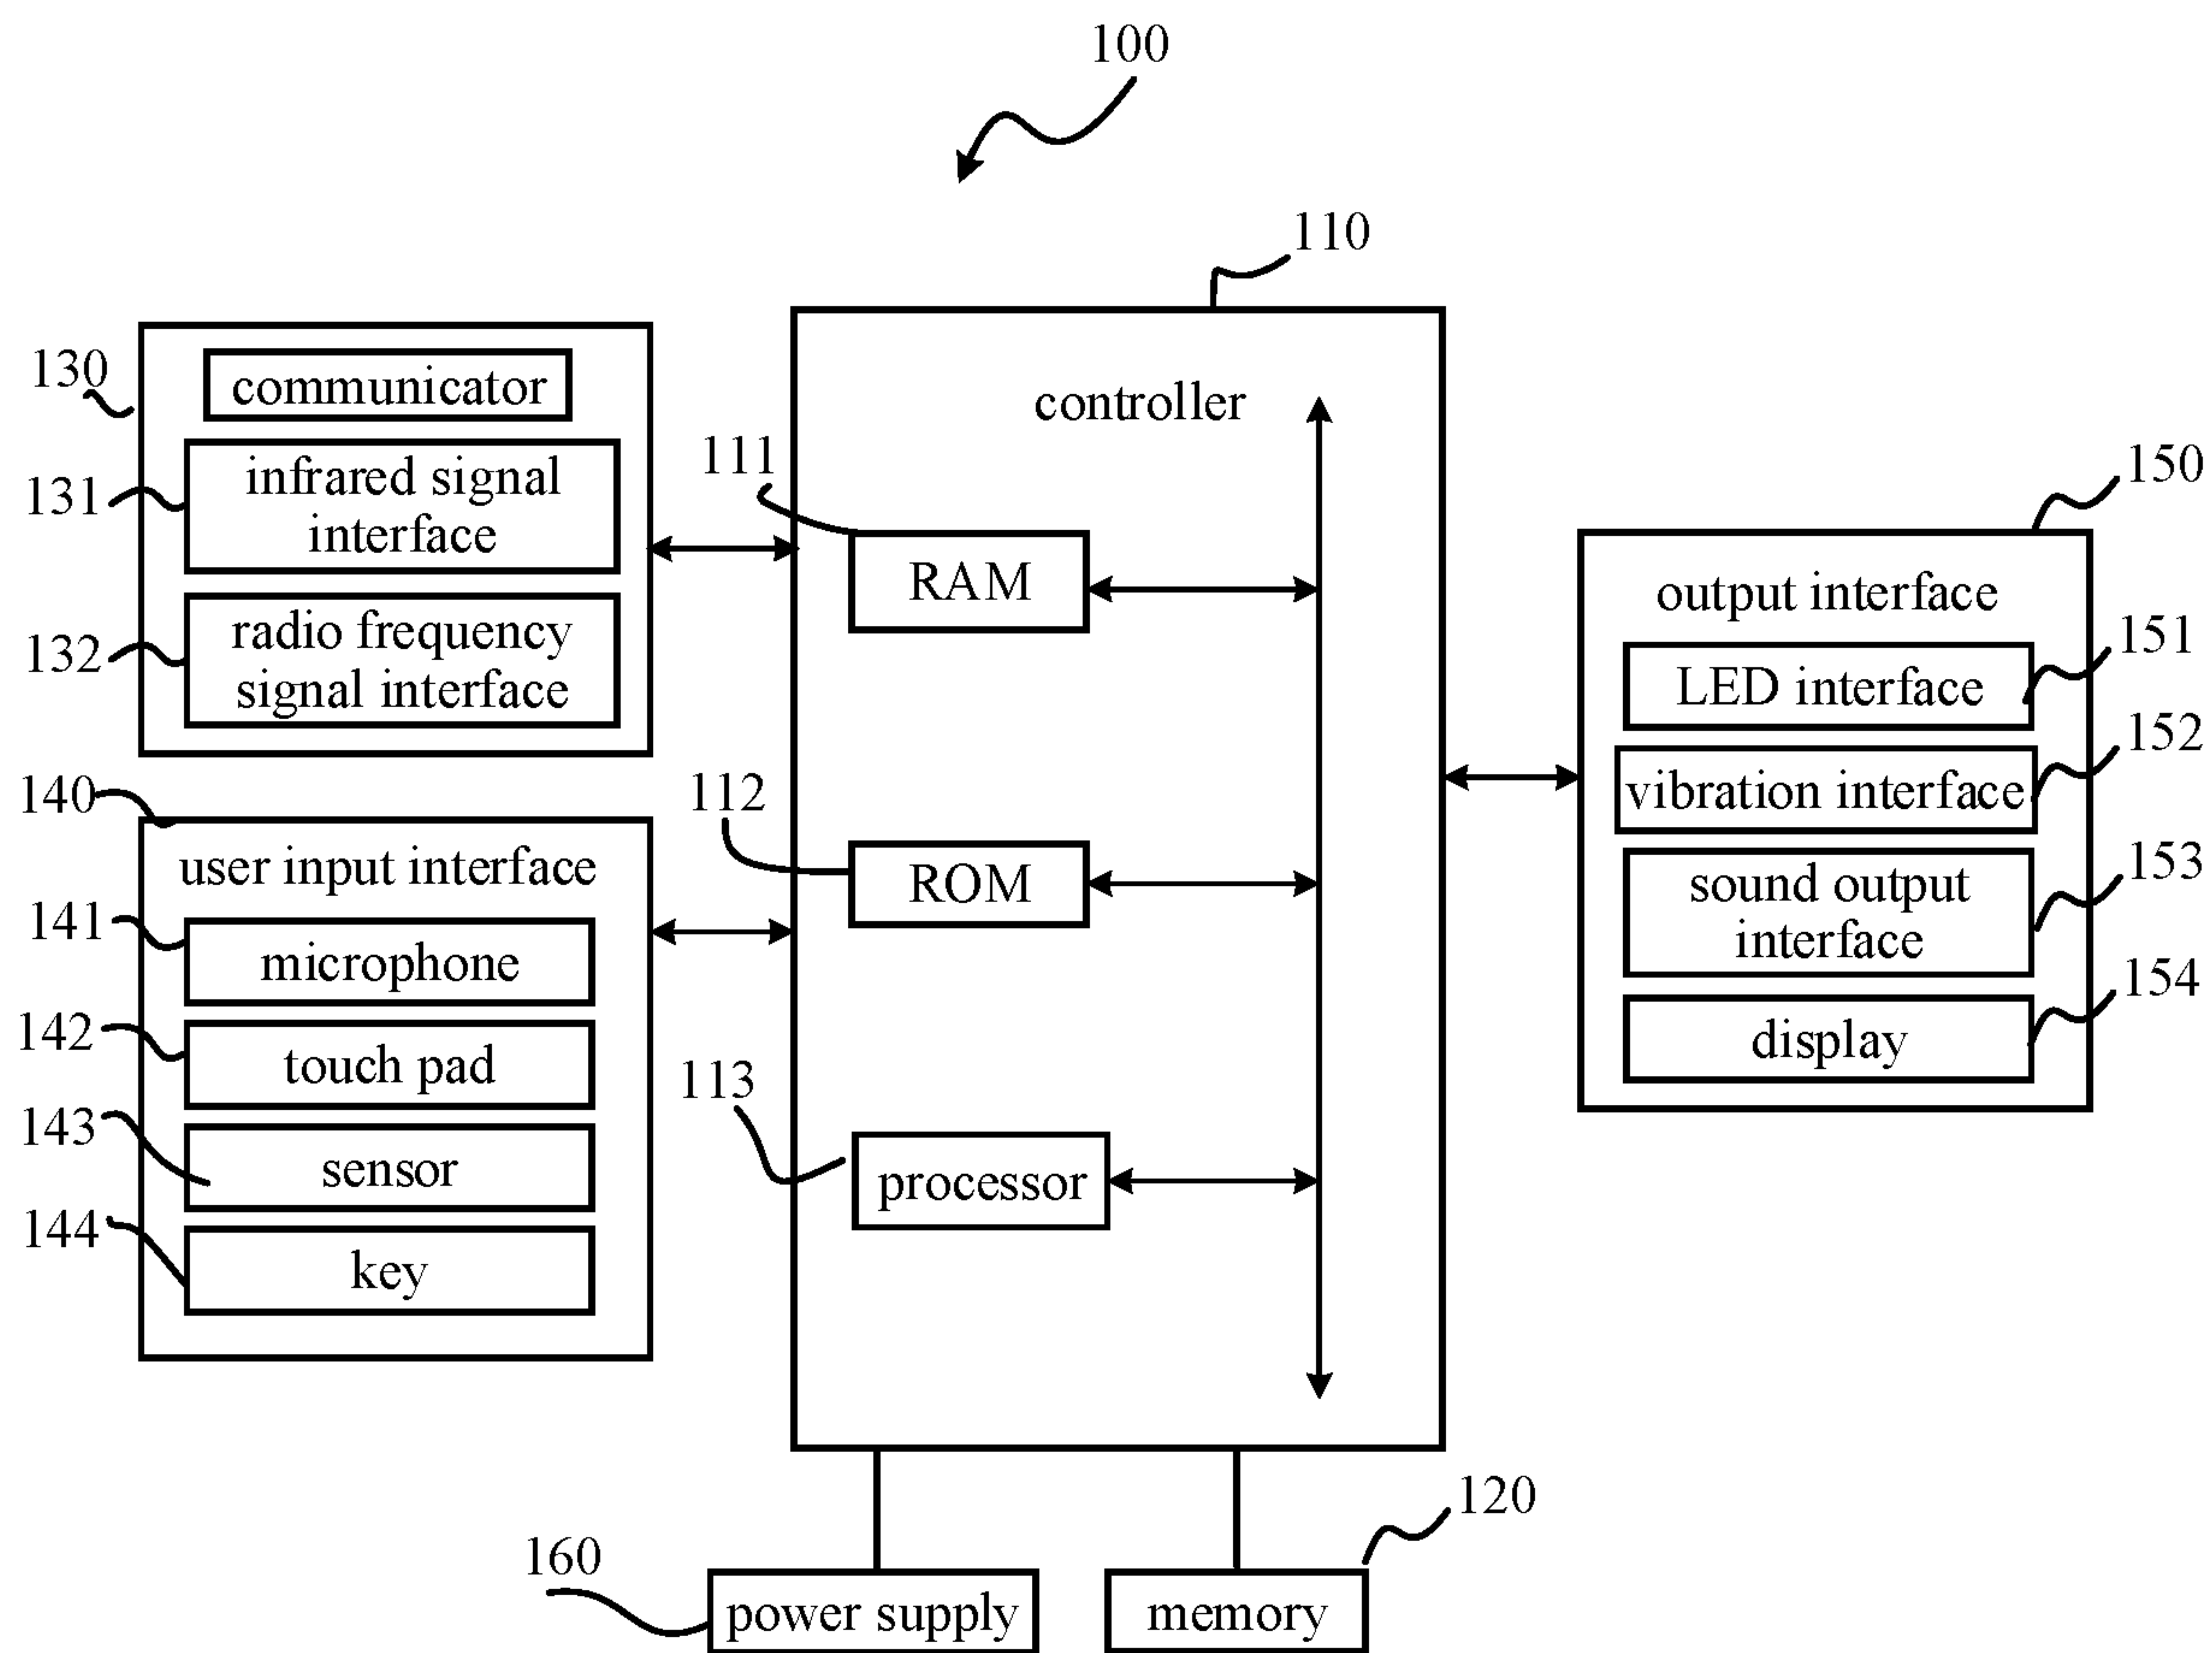 100
110
130
communicator
131
infrared signal
interface
132
radio frequency
signal interface
140
user input interface
141
microphone
142
touch pad
143
sensor
144
key
controller
111
RAM
112
ROM
113
processor
150
output interface
151
LED interface
152
vibration interface
153
sound output
interface
154
display
160
power supply
120
memory